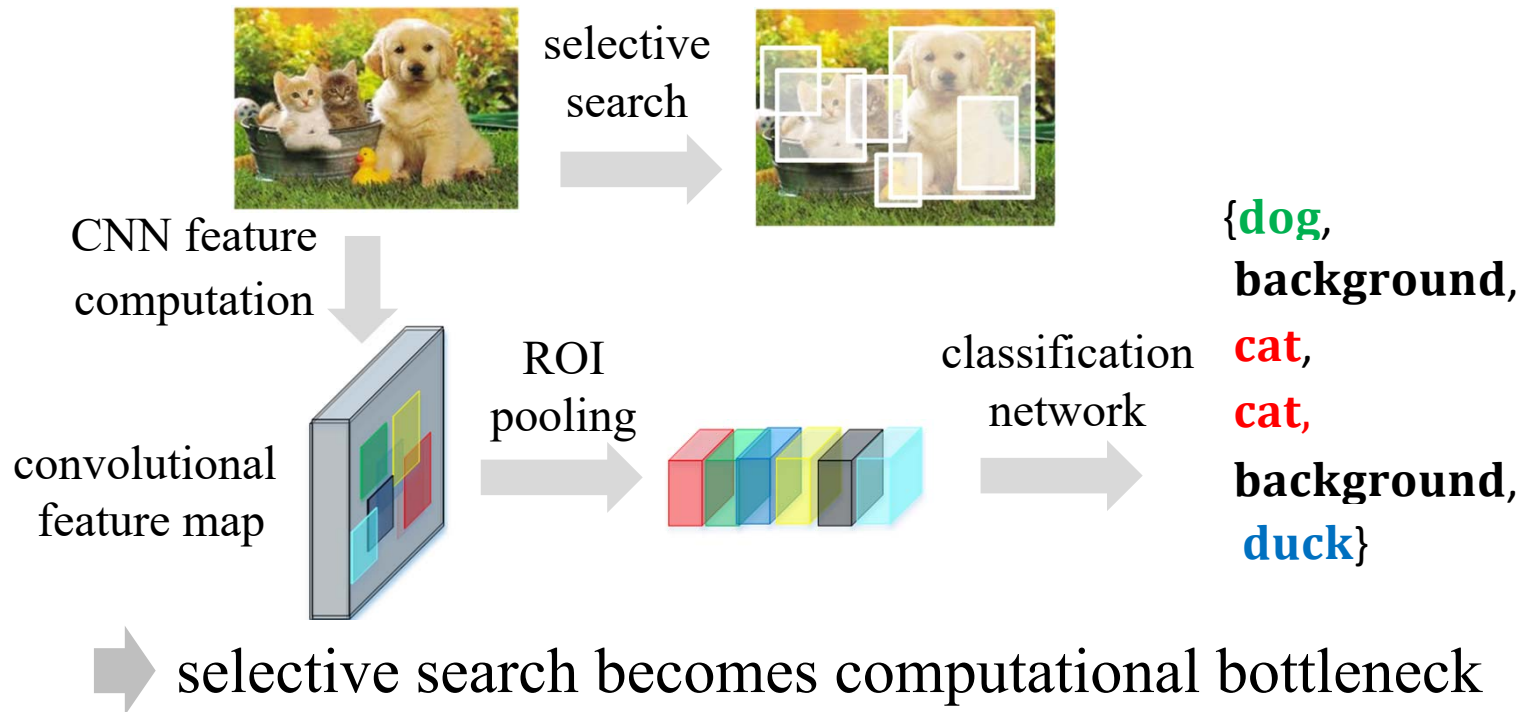 selective
search
CNN feature
computation
{dog,
background,
cat,
cat,
background,
duck}
ROI
pooling
classification
network
convolutional
feature map
selective search becomes computational bottleneck